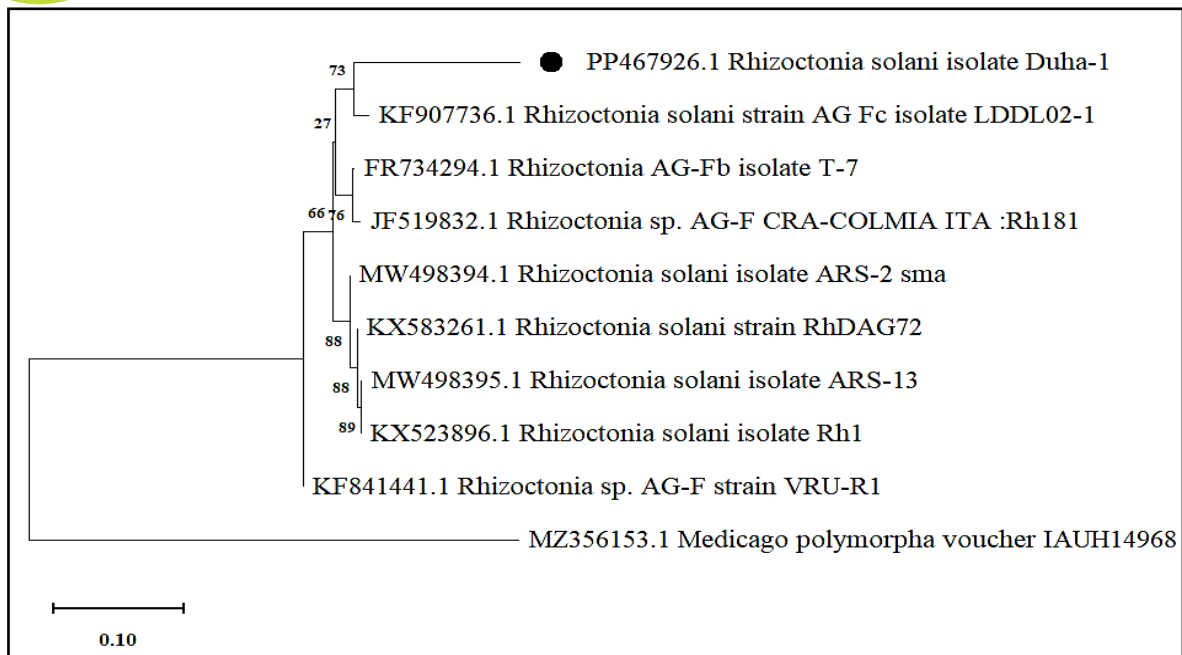 73
PP467926.1 Rhizoctonia solani isolate Duha-1
KF907736.1 Rhizoctonia solani strain AG Fc isolate LDDL02-1
27
FR734294.1 Rhizoctonia AG-Fb isolate T-7
66 76
JF519832.1 Rhizoctonia sp. AG-F CRA-COLMIA ITA :Rh181
MW498394.1 Rhizoctonia solani isolate ARS-2 sma
KX583261.1 Rhizoctonia solani strain RhDAG72
88
MW498395.1 Rhizoctonia solani isolate ARS-13
88
KX523896.1 Rhizoctonia solani isolate Rh1
89
KF841441.1 Rhizoctonia sp. AG-F strain VRU-R1
MZ356153.1 Medicago polymorpha voucher IAUH14968
0.10